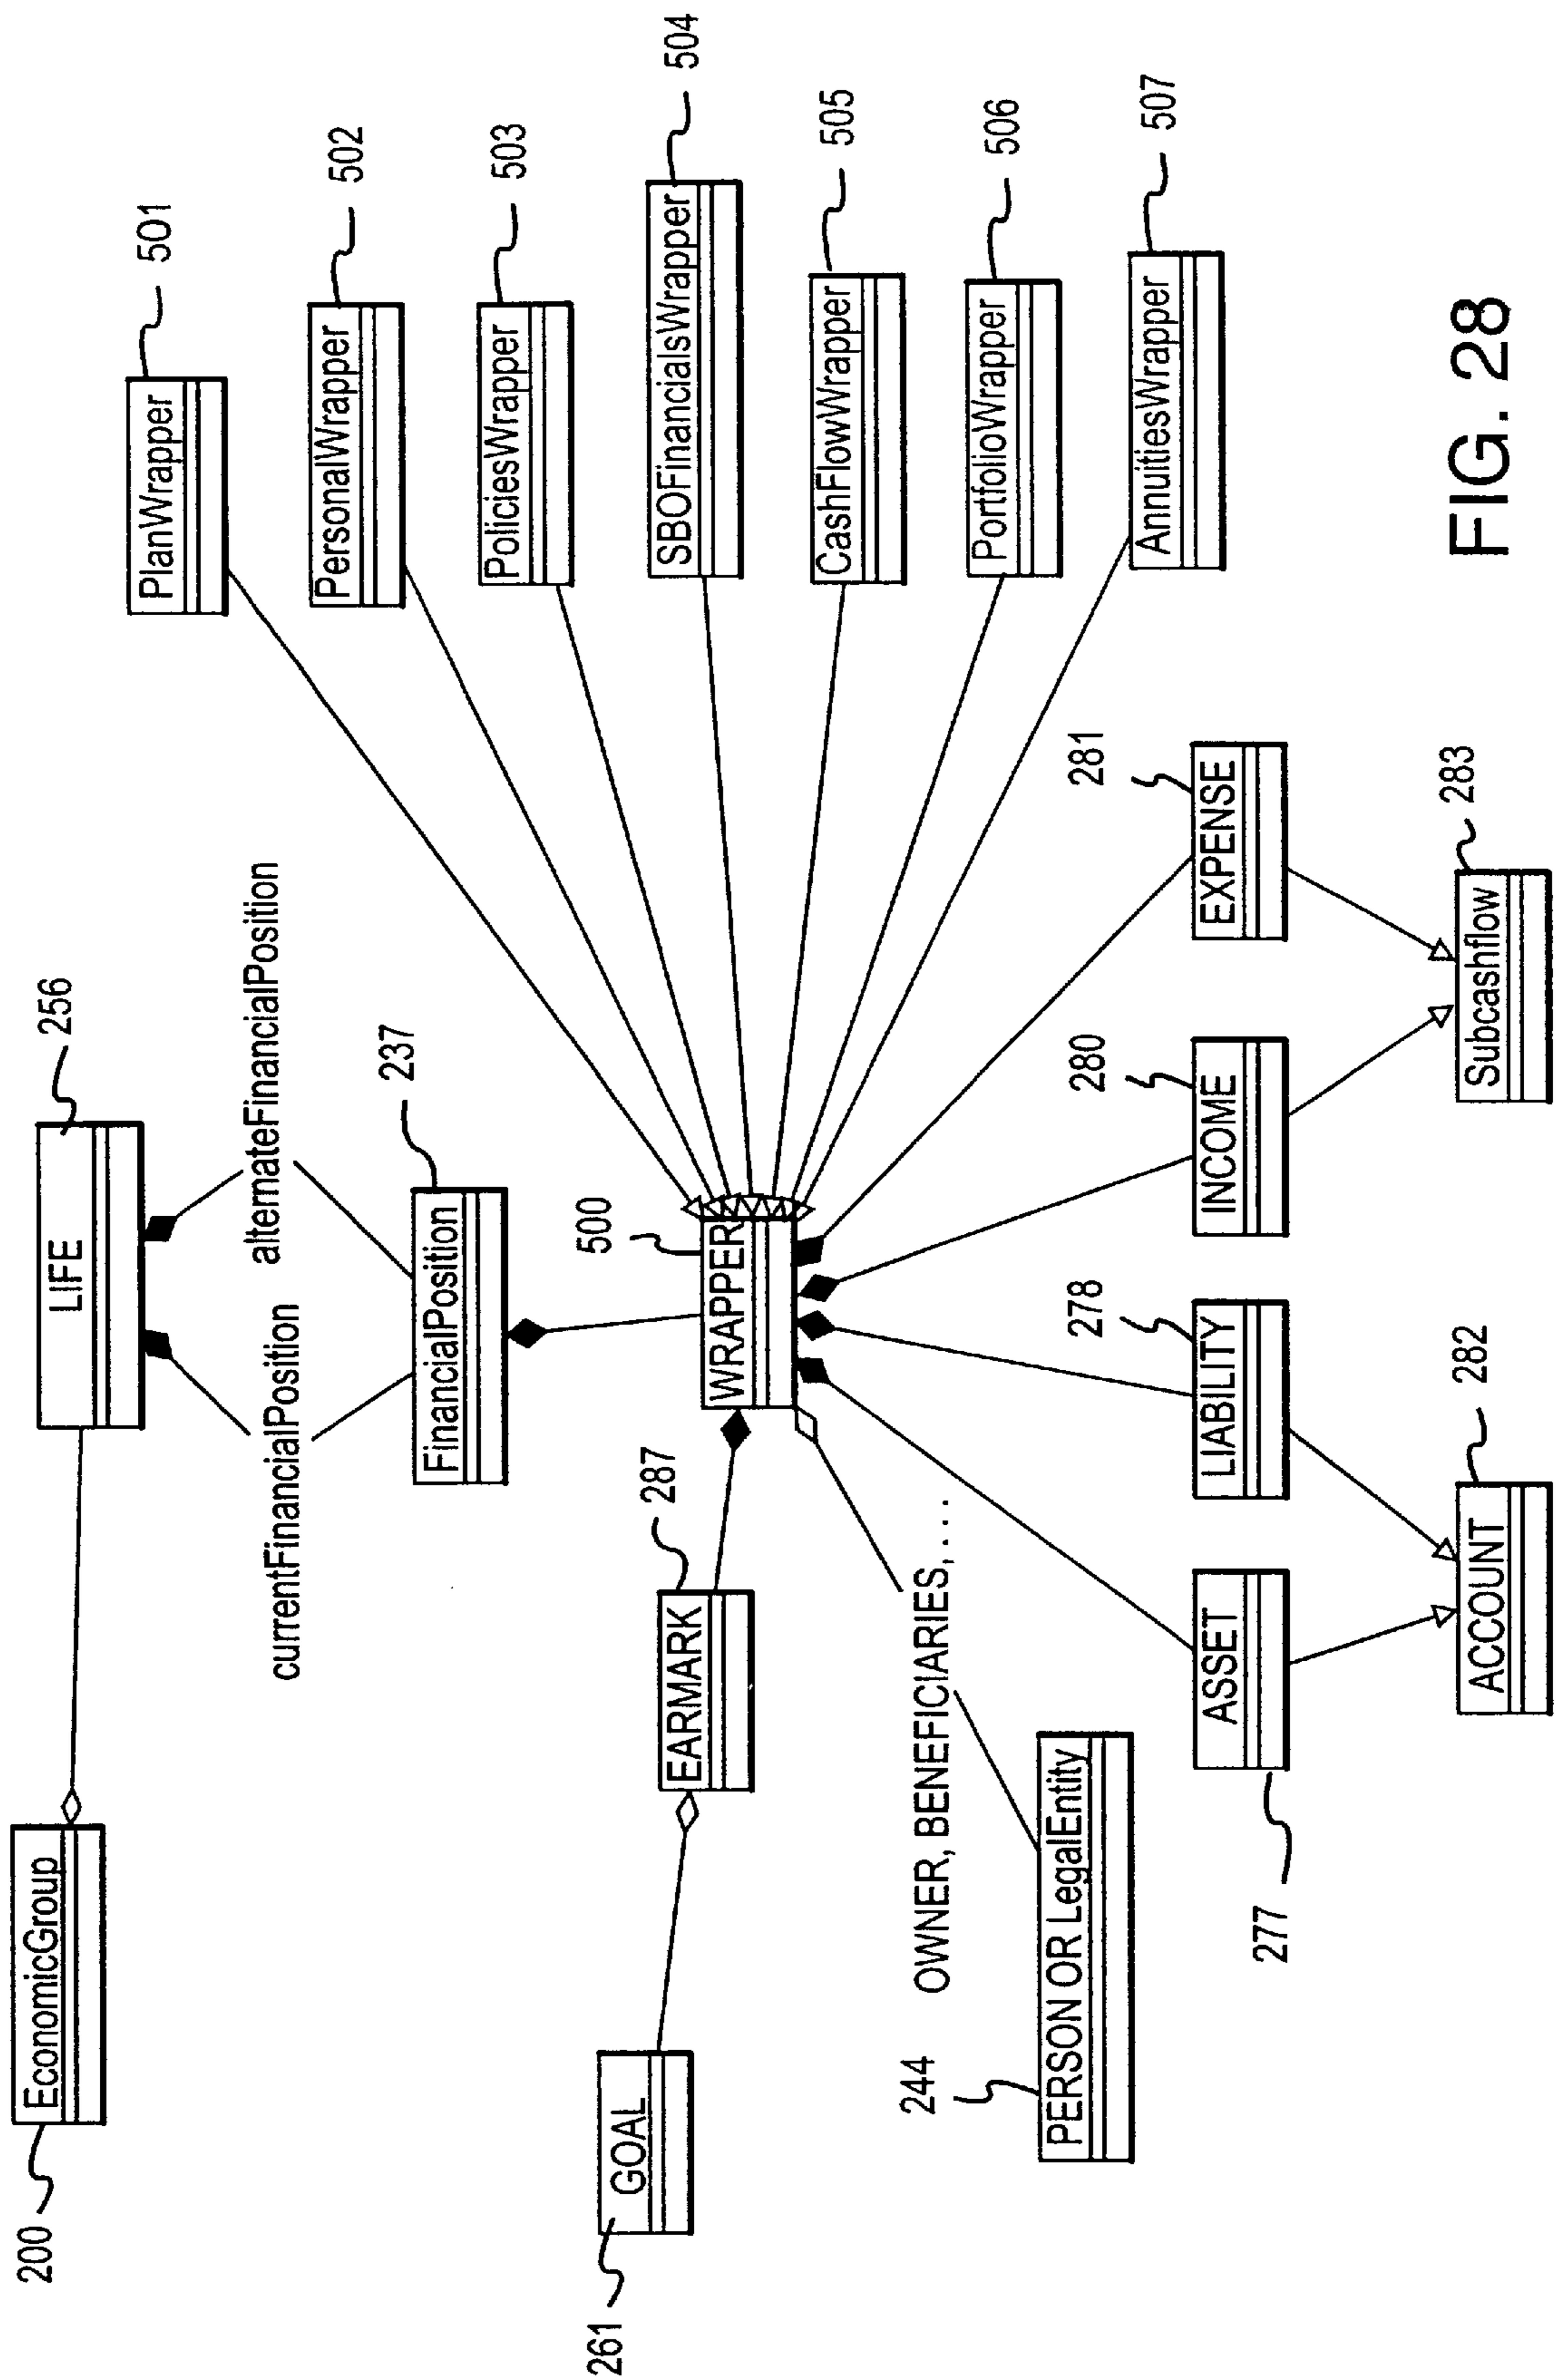 200
EconomicGroup
LIFE
256
currentFinancialPosition
alternateFinancialPosition
FinancialPosition
237
PlanWrapper
501
PersonalWrapper
502
PoliciesWrapper
503
SBOFinancialsWrapper
504
CashFlowWrapper
505
PortfolioWrapper
506
AnnuitiesWrapper
507
261
GOAL
EARMARK
287
WRAPPER
500
OWNER, BENEFICIARIES, . . .
244
PERSON OR LegalEntity
277
ASSET
LIABILITY
278
INCOME
280
EXPENSE
281
ACCOUNT
282
Subcashflow
283
FIG. 28